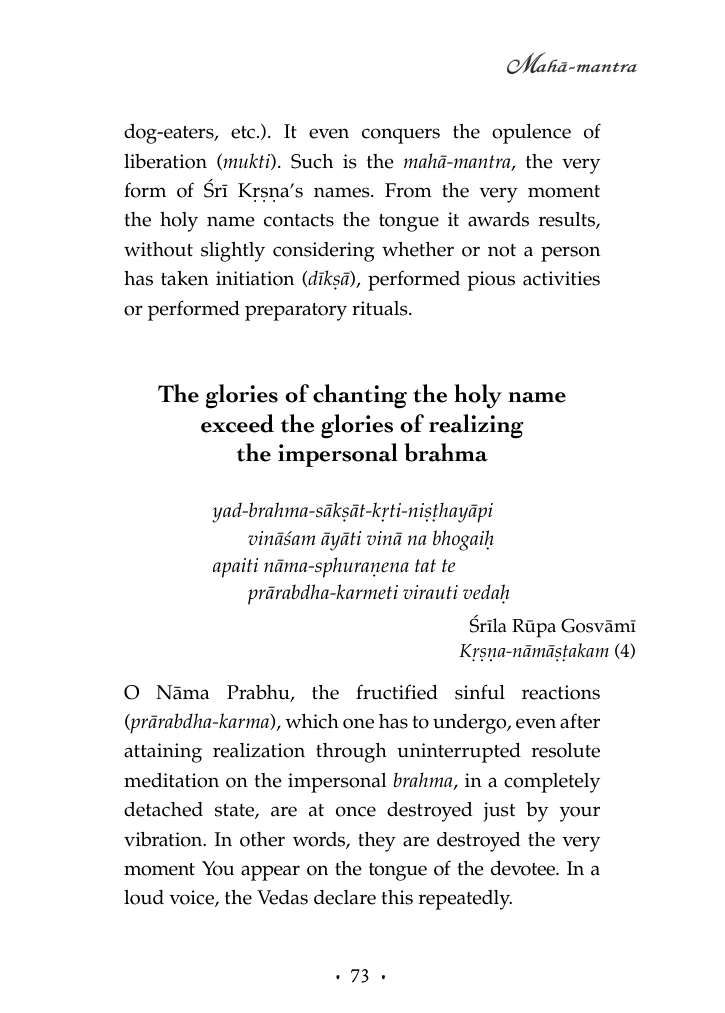 Mahā-mantra
dog-eaters, etc.). It even conquers the opulence of
liberation (mukti). Such is the mahā-mantra, the very
form of Śrī Kṛṣṇa’s names. From the very moment
the holy name contacts the tongue it awards results,
without slightly considering whether or not a person
has taken initiation (dīkṣā), performed pious activities
or performed preparatory rituals.
The glories of chanting the holy name
exceed the glories of realizing
the impersonal brahma
yad-brahma-sākṣāt-kṛti-niṣṭhayāpi
vināśam āyāti vinā na bhogaiḥ
apaiti nāma-sphuraṇena tat te
prārabdha-karmeti virauti vedaḥ
Śrīla Rūpa Gosvāmī
Kṛṣṇa-nāmāṣṭakam (4)
O Nāma Prabhu, the fructified sinful reactions
(prārabdha-karma), which one has to undergo, even after
attaining realization through uninterrupted resolute
meditation on the impersonal brahma, in a completely
detached state, are at once destroyed just by your
vibration. In other words, they are destroyed the very
moment You appear on the tongue of the devotee. In a
loud voice, the Vedas declare this repeatedly.
• 73 •